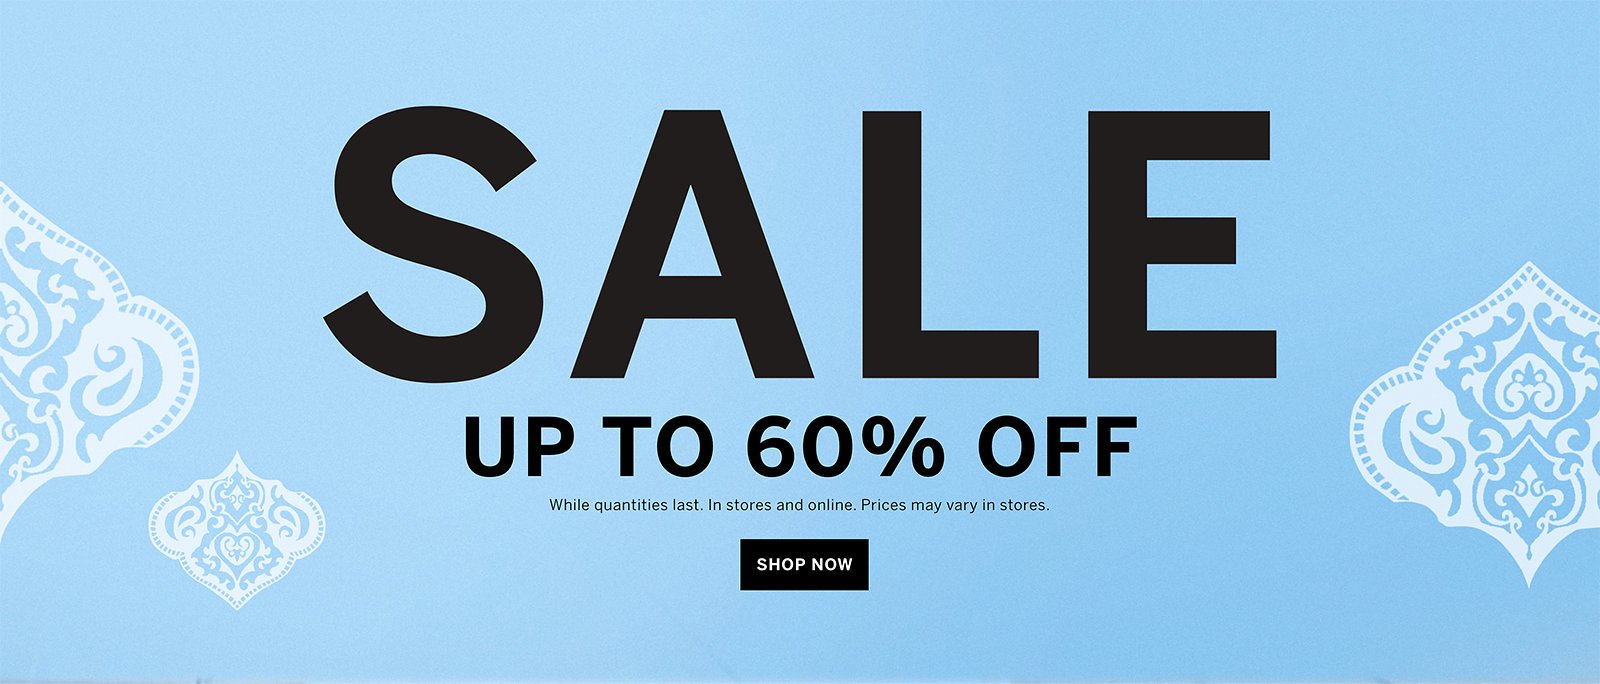 SALE
UP TO 60% OFF
While quantities last. In stores and online. Prices may vary in stores.
SHOP NOW